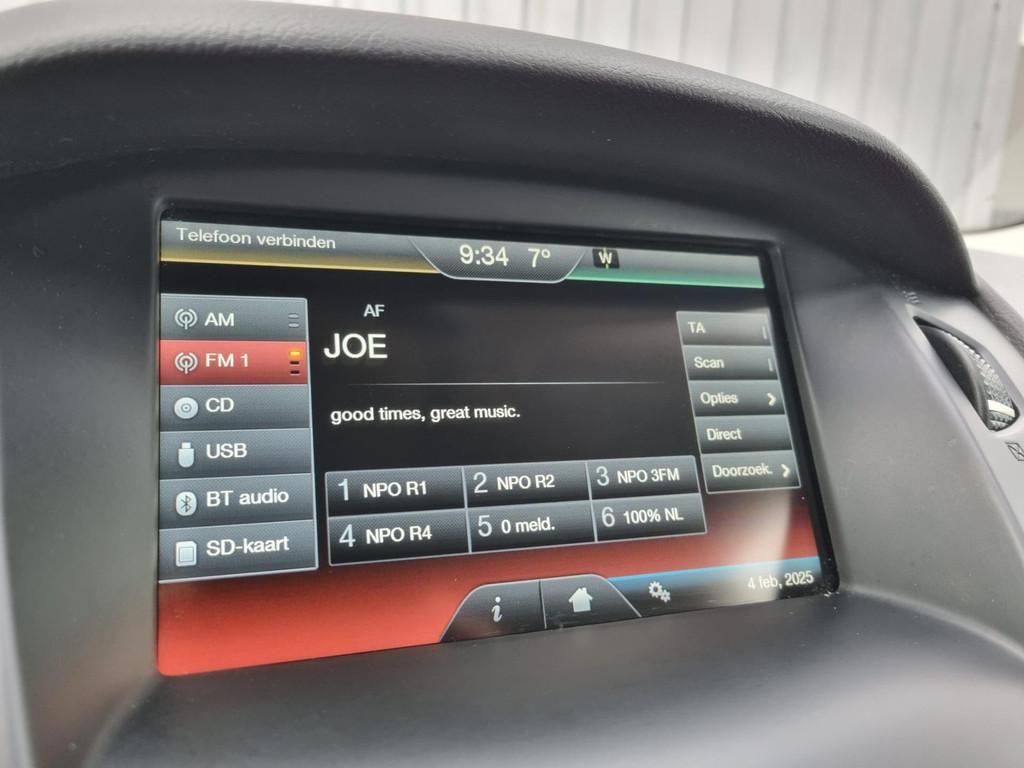 Telefoon verbinden
9:34 7° W
AM
FM 1
CD
USB
BT audio
SD-kaart
AF
JOE
good times, great music.
1 NPO R1
2 NPO R2
3 NPO 3FM
4 NPO R4
5 0 meld.
6 100% NL
TA
Scan
Opties
Direct
Doorzoek.
i
4 feb, 2025